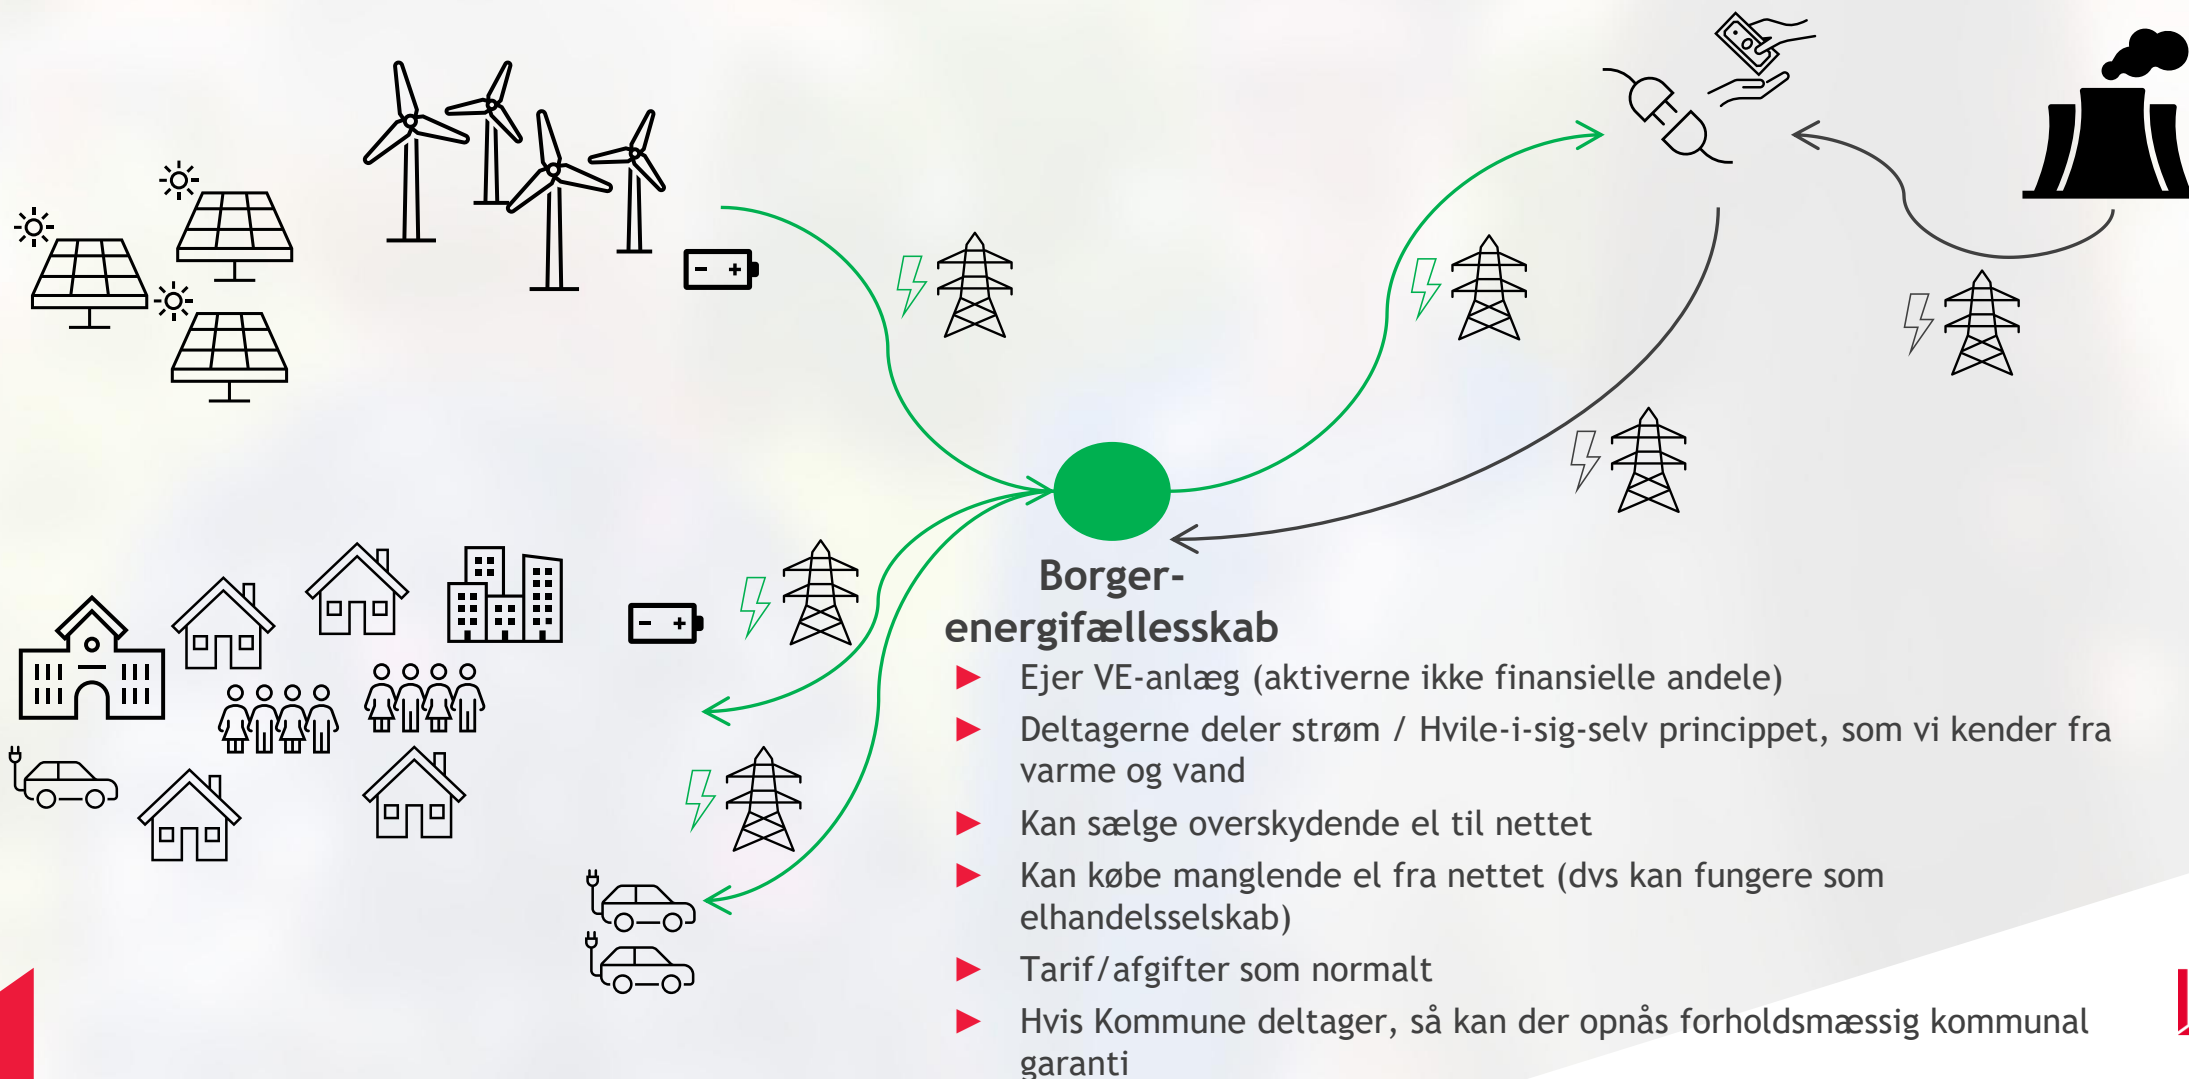 Borger-
energifællesskab
► Ejer VE-anlæg (aktiverne ikke finansielle andele)
► Deltagerne deler strøm / Hvile-i-sig-selv princippet, som vi kender fra
varme og vand
► Kan sælge overskydende el til nettet
► Kan købe manglende el fra nettet (dvs kan fungere som
elhandelsselskab)
► Tarif/afgifter som normalt
► Hvis Kommune deltager, så kan der opnås forholdsmæssig kommunal
garanti